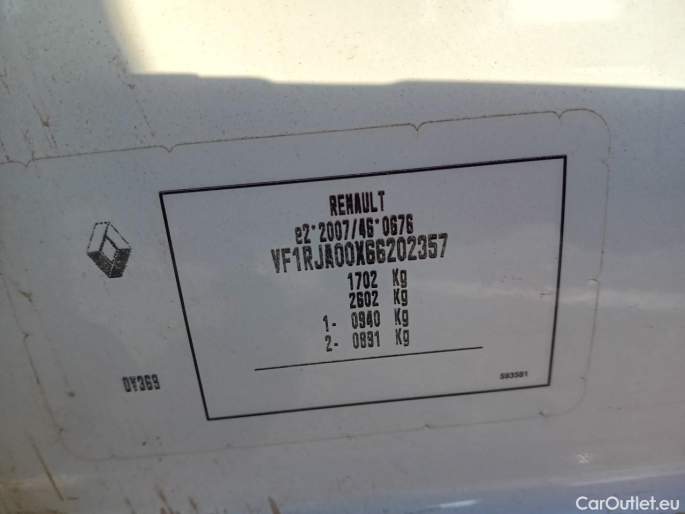 RENAULT
e2*2007/46*0676
VF1RJA00X66202357
1702 Kg
2602 Kg
1- 0940 Kg
2- 0891 Kg
0Y369
593581
CarOutlet.eu